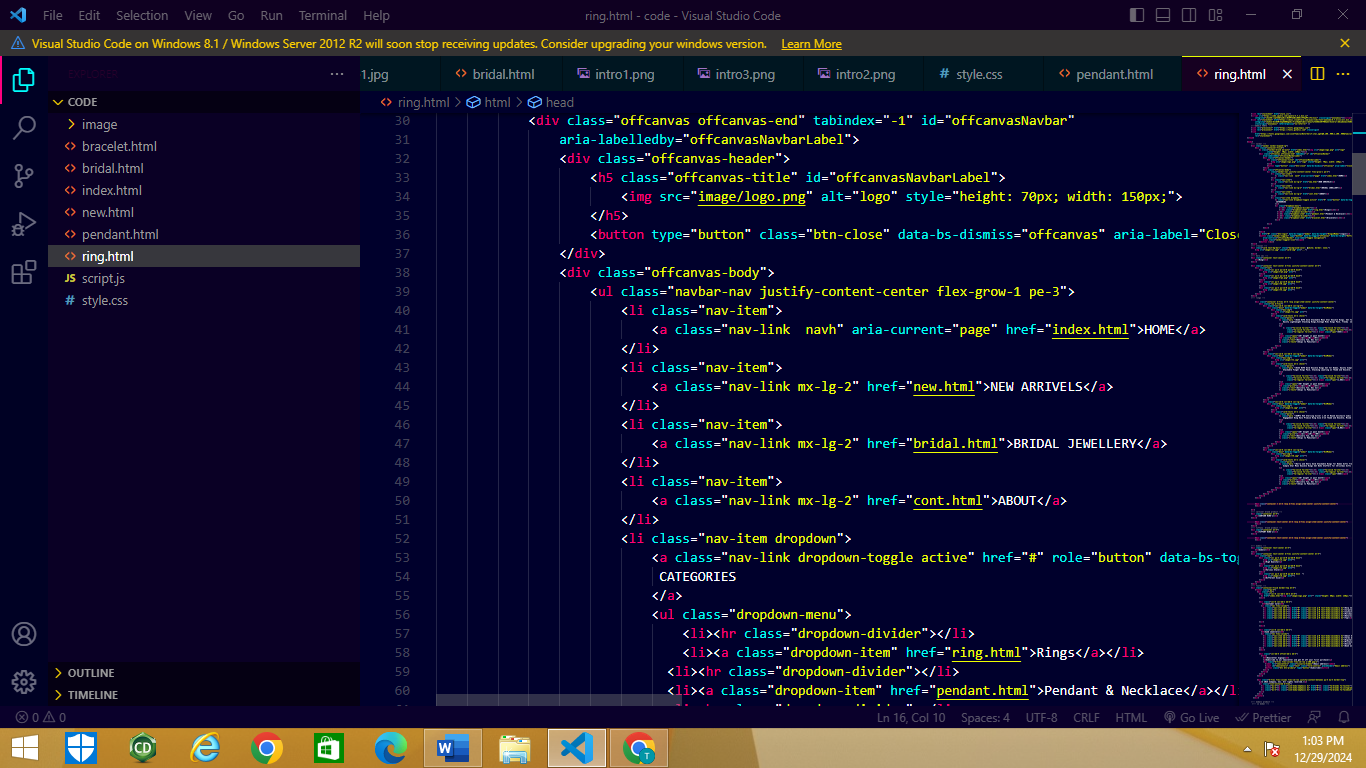 File Edit Selection View Go Run Terminal Help ring.html - code - Visual Studio Code
Visual Studio Code on Windows 8.1 / Windows Server 2012 R2 will soon stop receiving updates. Consider upgrading your windows version. Learn More
EXPLORER ··· 1.jpg bridal.html intro1.png intro3.png intro2.png # style.css pendant.html ring.html
CODE
image
bracelet.html
bridal.html
index.html
new.html
pendant.html
ring.html
JS script.js
# style.css
OUTLINE
TIMELINE
ring.html > html > head
30 <div class="offcanvas offcanvas-end" tabindex="-1" id="offcanvasNavbar"
31 aria-labelledby="offcanvasNavbarLabel">
32 <div class="offcanvas-header">
33 <h5 class="offcanvas-title" id="offcanvasNavbarLabel">
34 <img src="image/logo.png" alt="logo" style="height: 70px; width: 150px;">
35 </h5>
36 <button type="button" class="btn-close" data-bs-dismiss="offcanvas" aria-label="Close
37 </div>
38 <div class="offcanvas-body">
39 <ul class="navbar-nav justify-content-center flex-grow-1 pe-3">
40 <li class="nav-item">
41 <a class="nav-link  navh" aria-current="page" href="index.html">HOME</a>
42 </li>
43 <li class="nav-item">
44 <a class="nav-link mx-lg-2" href="new.html">NEW ARRIVELS</a>
45 </li>
46 <li class="nav-item">
47 <a class="nav-link mx-lg-2" href="bridal.html">BRIDAL JEWELLERY</a>
48 </li>
49 <li class="nav-item">
50 <a class="nav-link mx-lg-2" href="cont.html">ABOUT</a>
51 </li>
52 <li class="nav-item dropdown">
53 <a class="nav-link dropdown-toggle active" href="#" role="button" data-bs-tog
54 CATEGORIES
55 </a>
56 <ul class="dropdown-menu">
57 <li><hr class="dropdown-divider"></li>
58 <li><a class="dropdown-item" href="ring.html">Rings</a></li>
59 <li><hr class="dropdown-divider"></li>
60 <li><a class="dropdown-item" href="pendant.html">Pendant & Necklace</a></li
0 0 Ln 16, Col 10 Spaces: 4 UTF-8 CRLF HTML Go Live Prettier
1:03 PM
12/29/2024